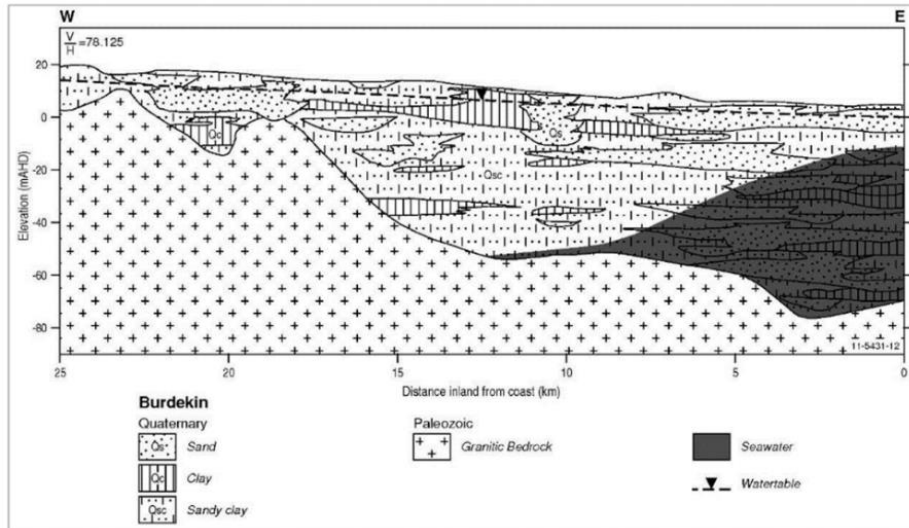 W
E
V
H =78.125
20
0
-20
-40
-60
-80
Elevation (mAHD)
Qc
Qs
Qsc
11-5431-12
25
20
15
10
5
0
Distance inland from coast (km)
Burdekin
Quaternary
Qs Sand
Qc Clay
Qsc Sandy clay
Paleozoic
Granitic Bedrock
Seawater
Watertable